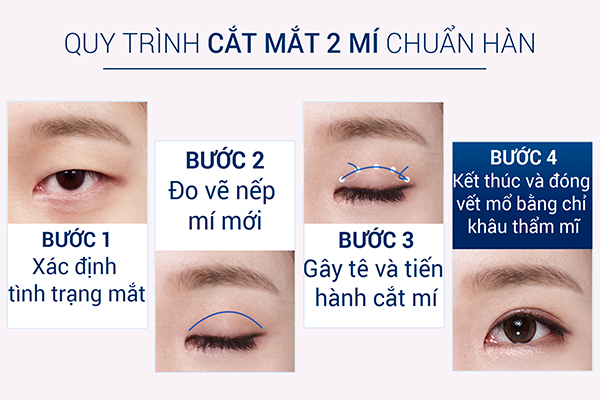 QUY TRÌNH CẮT MẮT 2 MÍ CHUẨN HÀN
BƯỚC 1
Xác định
tình trạng mắt
BƯỚC 2
Đo vẽ nếp
mí mới
BƯỚC 3
Gây tê và tiến
hành cắt mí
BƯỚC 4
Kết thúc và đóng
vết mổ bằng chỉ
khâu thẩm mĩ